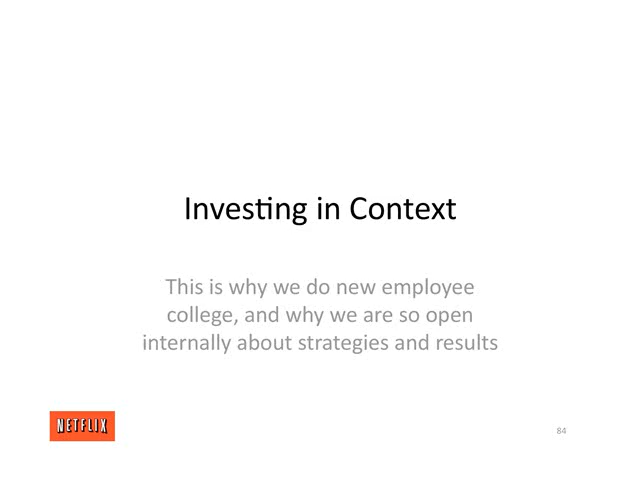 Investing in Context
This is why we do new employee
college, and why we are so open
internally about strategies and results
NETFLIX
84